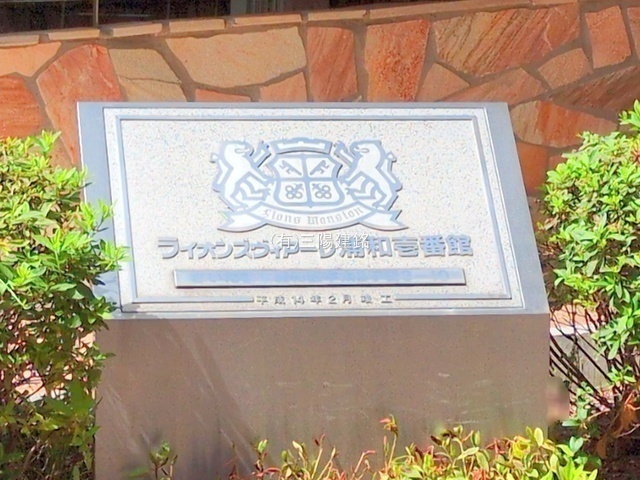 Lions Mansion
ライオンズヴィアーレ浦和壱番館
(有)三陽建銘
平成14年2月竣工